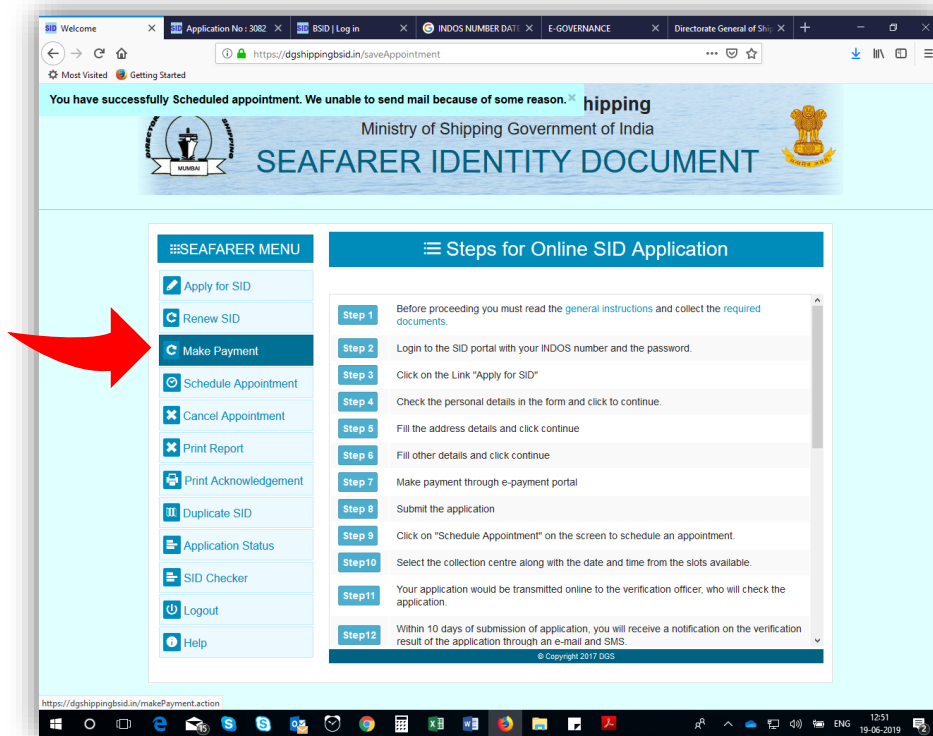 SID Welcome
SID Application No : 3082
SID BSID | Log in
G INDOS NUMBER DATE
E-GOVERNANCE
Directorate General of Ship
https://dgshippingbsid.in/saveAppointment
Most Visited
Getting Started
You have successfully Scheduled appointment. We unable to send mail because of some reason.
hipping
Ministry of Shipping Government of India
SEAFARER IDENTITY DOCUMENT
DIRECTOR
SHIPPING
MUMBAI
SEAFARER MENU
Apply for SID
Renew SID
Make Payment
Schedule Appointment
Cancel Appointment
Print Report
Print Acknowledgement
Duplicate SID
Application Status
SID Checker
Logout
Help
Steps for Online SID Application
Step 1 Before proceeding you must read the general instructions and collect the required
documents.
Step 2 Login to the SID portal with your INDOS number and the password.
Step 3 Click on the Link "Apply for SID"
Step 4 Check the personal details in the form and click to continue.
Step 5 Fill the address details and click continue
Step 6 Fill other details and click continue
Step 7 Make payment through e-payment portal
Step 8 Submit the application
Step 9 Click on "Schedule Appointment" on the screen to schedule an appointment.
Step10 Select the collection centre along with the date and time from the slots available.
Step11 Your application would be transmitted online to the verification officer, who will check the
application.
Step12 Within 10 days of submission of application, you will receive a notification on the verification
result of the application through an e-mail and SMS.
© Copyright 2017 DGS
https://dgshippingbsid.in/makePayment.action
ENG
12:51
19-06-2019